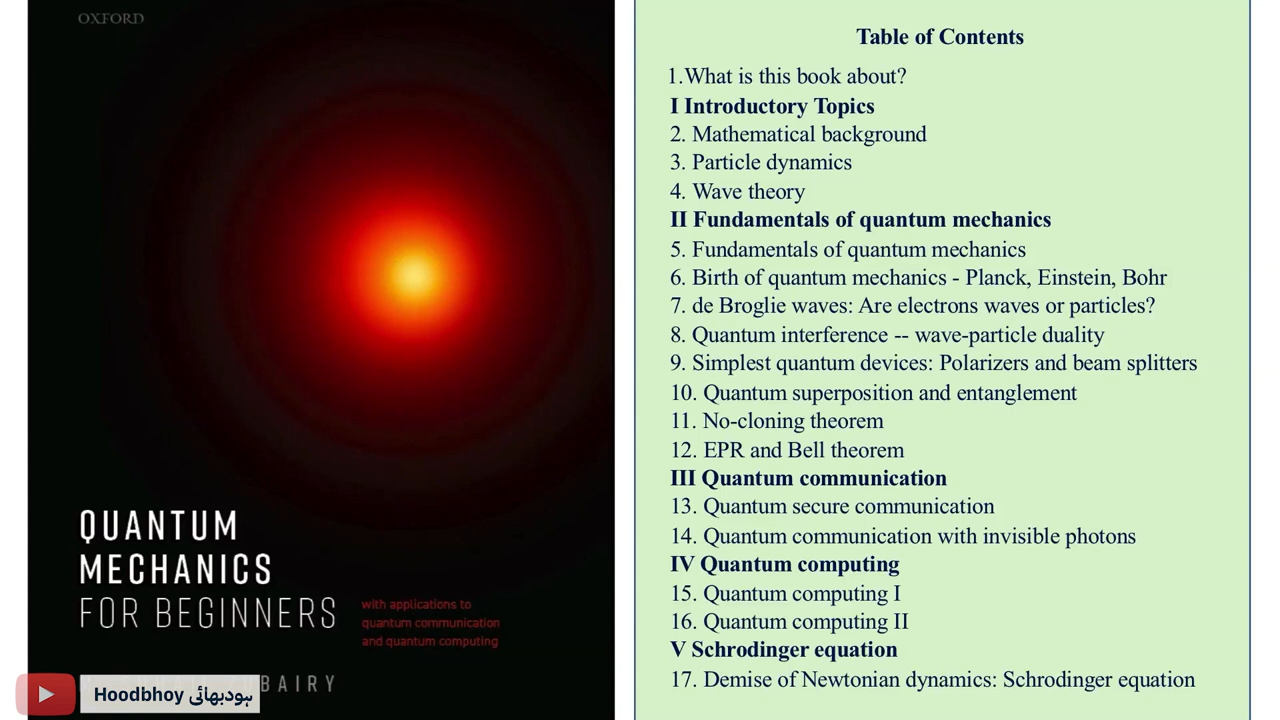 OXFORD
QUANTUM
MECHANICS
FOR BEGINNERS
with applications to
quantum communication
and quantum computing
Hoodbhoy ہودبھائی
Table of Contents
1.What is this book about?
I Introductory Topics
2. Mathematical background
3. Particle dynamics
4. Wave theory
II Fundamentals of quantum mechanics
5. Fundamentals of quantum mechanics
6. Birth of quantum mechanics - Planck, Einstein, Bohr
7. de Broglie waves: Are electrons waves or particles?
8. Quantum interference -- wave-particle duality
9. Simplest quantum devices: Polarizers and beam splitters
10. Quantum superposition and entanglement
11. No-cloning theorem
12. EPR and Bell theorem
III Quantum communication
13. Quantum secure communication
14. Quantum communication with invisible photons
IV Quantum computing
15. Quantum computing I
16. Quantum computing II
V Schrodinger equation
17. Demise of Newtonian dynamics: Schrodinger equation